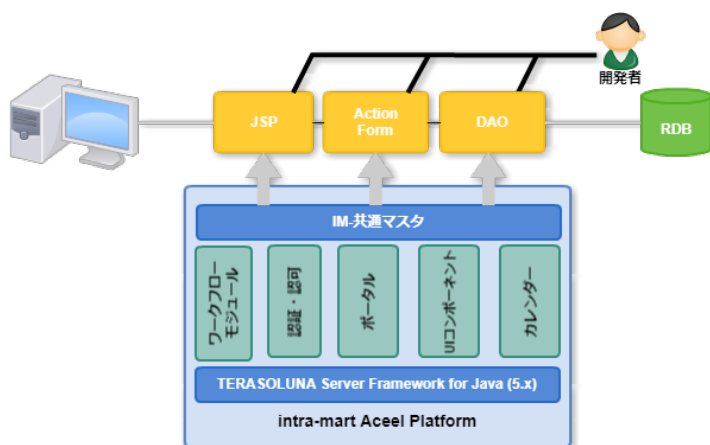 開発者
JSP
Action
Form
DAO
RDB
IM-共通マスタ
ワークフロー
モジュール
認証・認可
ポータル
UIコンポーネント
カレンダー
TERASOLUNA Server Framework for Java (5.x)
intra-mart Aceel Platform